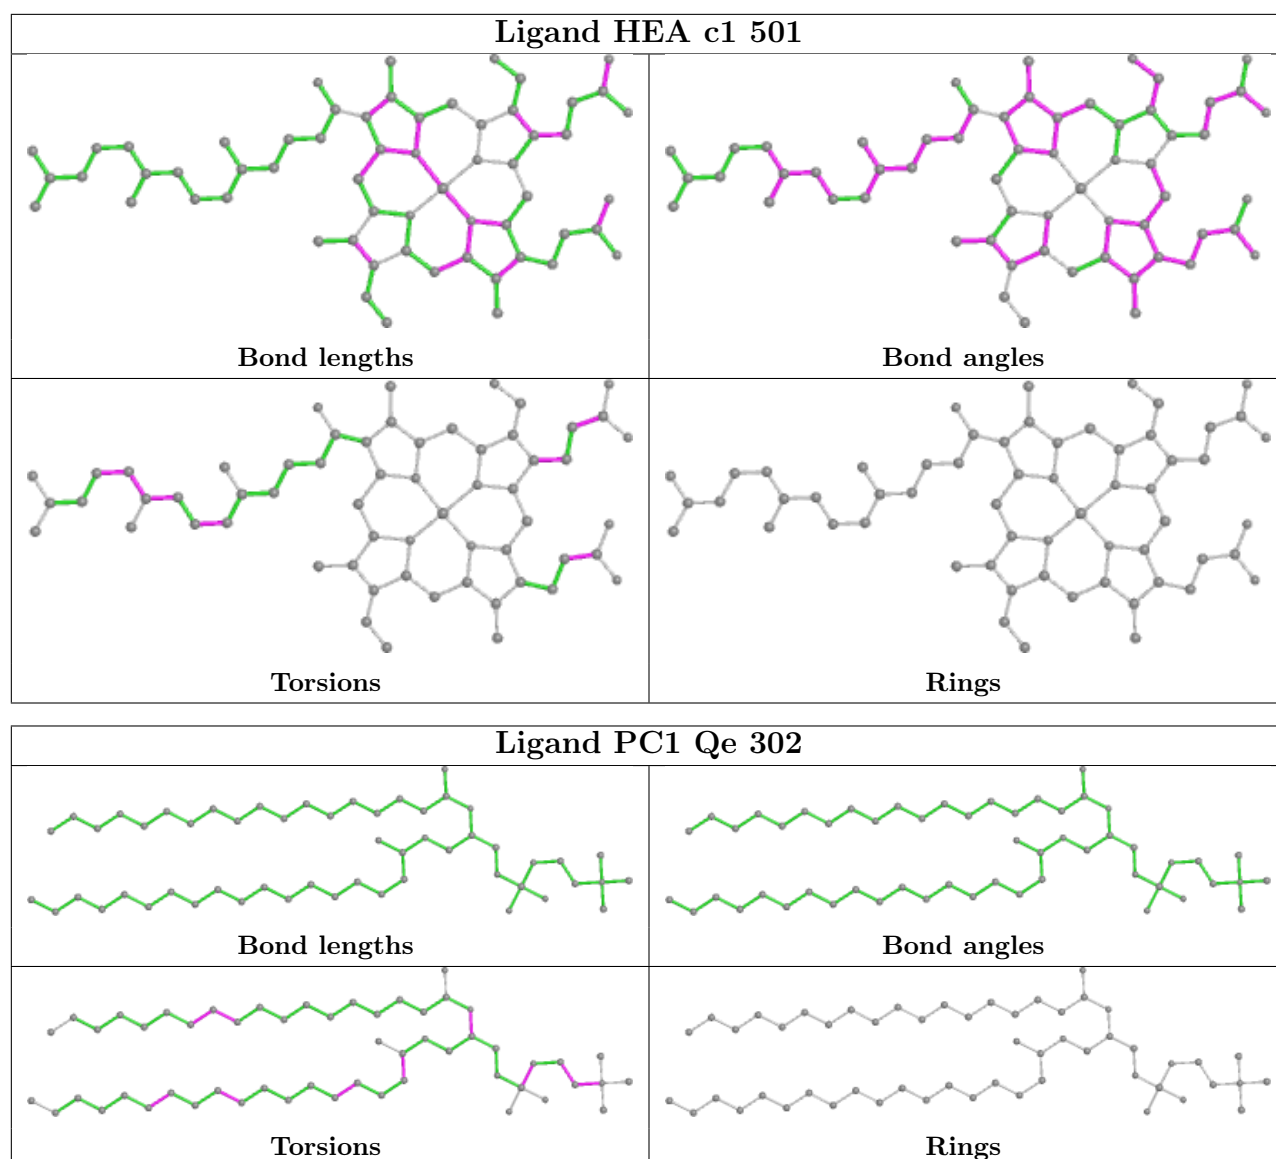 Ligand HEA c1 501
Bond lengths
Bond angles
Torsions
Rings
Ligand PC1 Qe 302
Bond lengths
Bond angles
Torsions
Rings